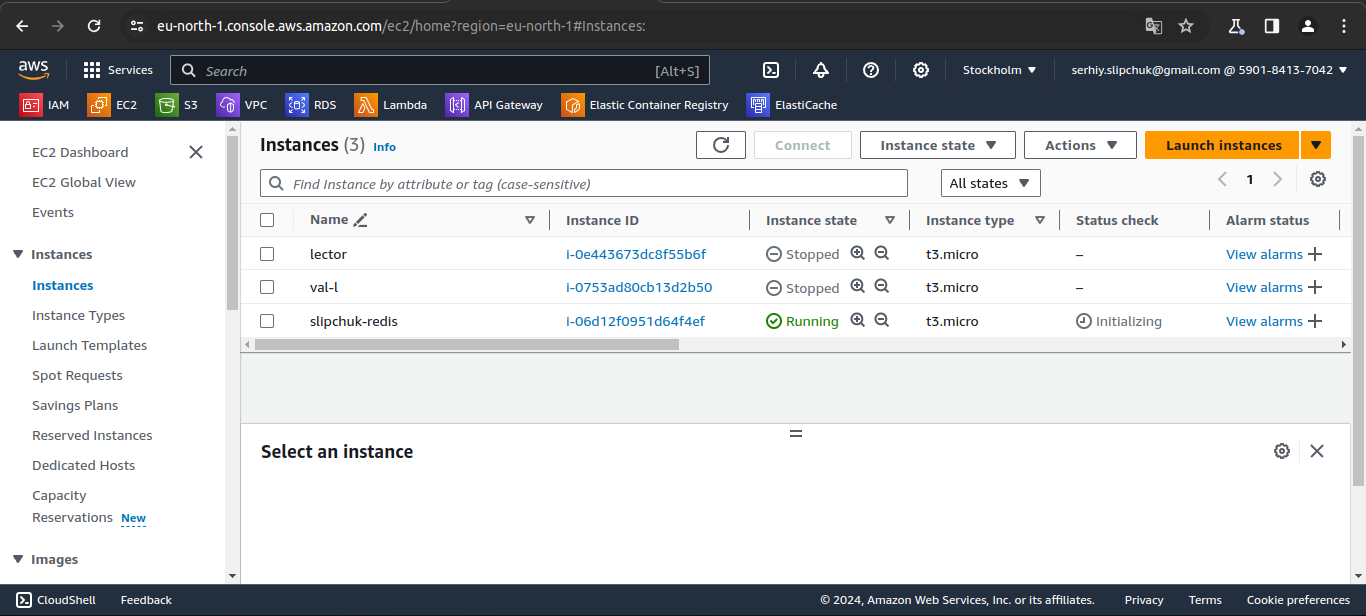 eu-north-1.console.aws.amazon.com/ec2/home?region=eu-north-1#Instances:
aws Services Search [Alt+S] Stockholm serhiy.slipchuk@gmail.com @ 5901-8413-7042
IAM EC2 S3 VPC RDS Lambda API Gateway Elastic Container Registry ElastiCache
EC2 Dashboard
EC2 Global View
Events
Instances
Instances
Instance Types
Launch Templates
Spot Requests
Savings Plans
Reserved Instances
Dedicated Hosts
Capacity
Reservations New
Images
Instances (3) Info Connect Instance state Actions Launch instances
Find Instance by attribute or tag (case-sensitive) All states 1
Name Instance ID Instance state Instance type Status check Alarm status
lector i-0e443673dc8f55b6f Stopped t3.micro – View alarms
val-l i-0753ad80cb13d2b50 Stopped t3.micro – View alarms
slipchuk-redis i-06d12f0951d64f4ef Running t3.micro Initializing View alarms
Select an instance
CloudShell Feedback © 2024, Amazon Web Services, Inc. or its affiliates. Privacy Terms Cookie preferences